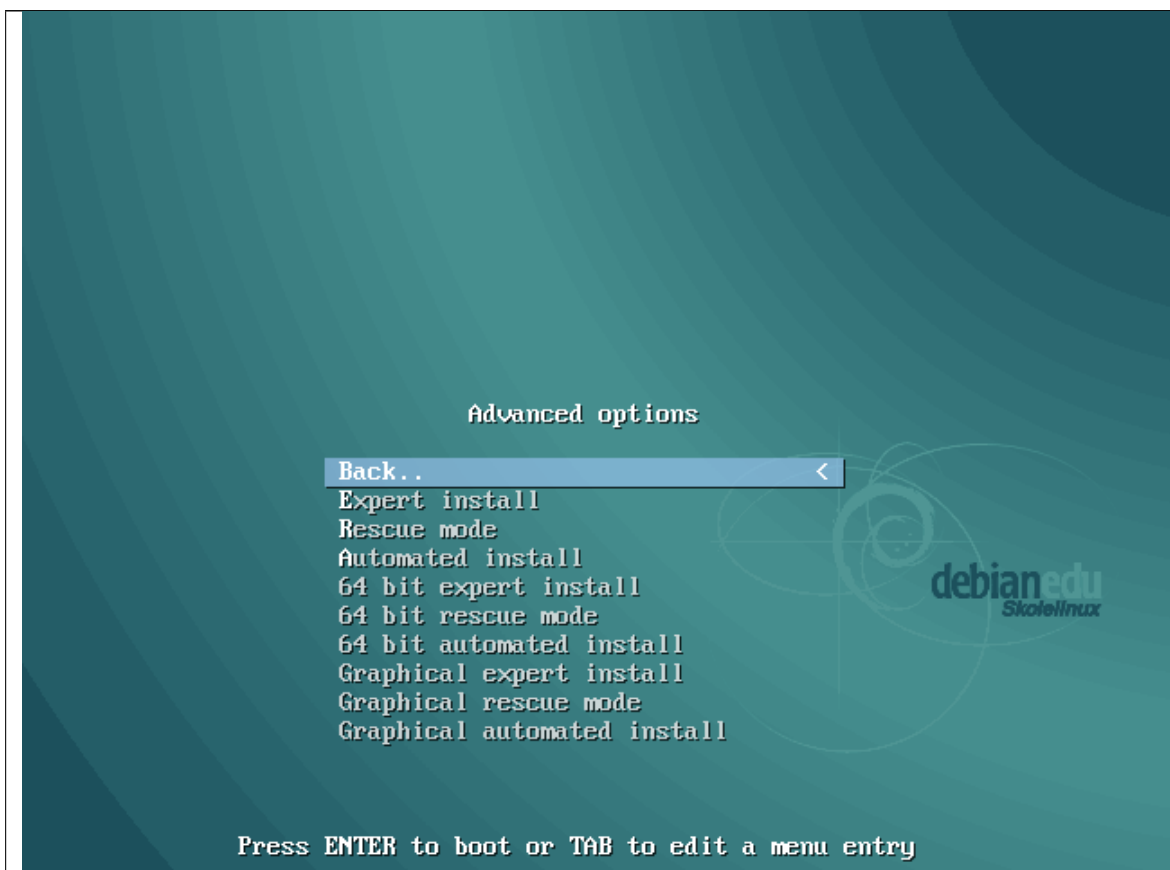 Advanced options
Back.. <
Expert install
Rescue mode
Automated install
64 bit expert install
64 bit rescue mode
64 bit automated install
Graphical expert install
Graphical rescue mode
Graphical automated install
debianedu
Skolelinux
Press ENTER to boot or TAB to edit a menu entry